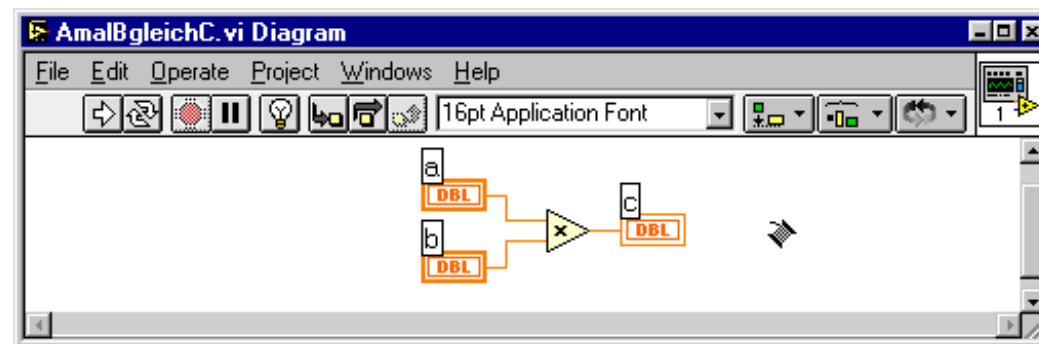 AmalBgleichC.vi Diagram
File Edit Operate Project Windows Help
16pt Application Font
1
a
DBL
c
x
DBL
b
DBL